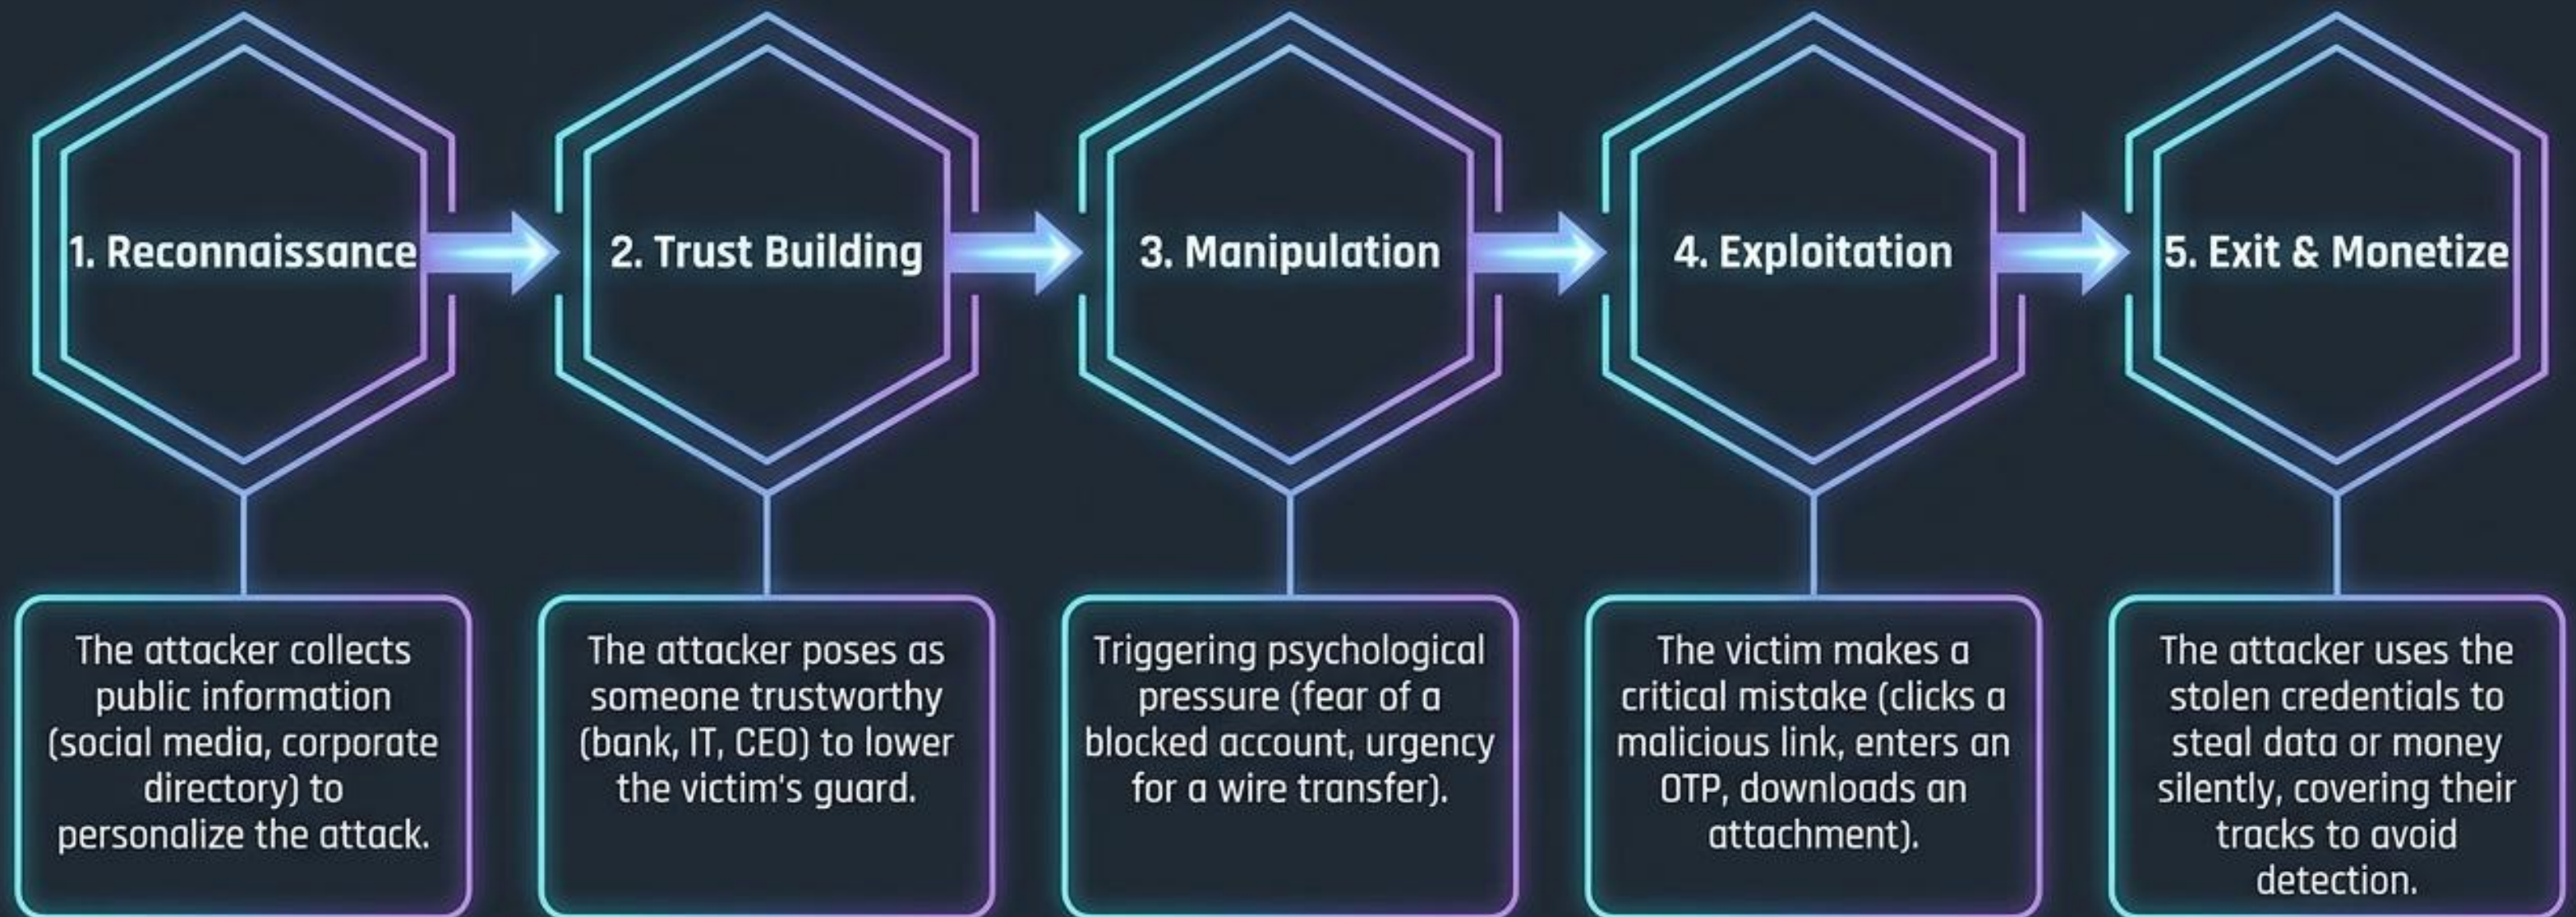 1. Reconnaissance
2. Trust Building
3. Manipulation
4. Exploitation
5. Exit & Monetize
The attacker collects
public information
(social media, corporate
directory) to
personalize the attack.
The attacker poses as
someone trustworthy
(bank, IT, CEO) to lower
the victim's guard.
Triggering psychological
pressure (fear of a
blocked account, urgency
for a wire transfer).
The victim makes a
critical mistake (clicks a
malicious link, enters an
OTP, downloads an
attachment).
The attacker uses the
stolen credentials to
steal data or money
silently, covering their
tracks to avoid
detection.